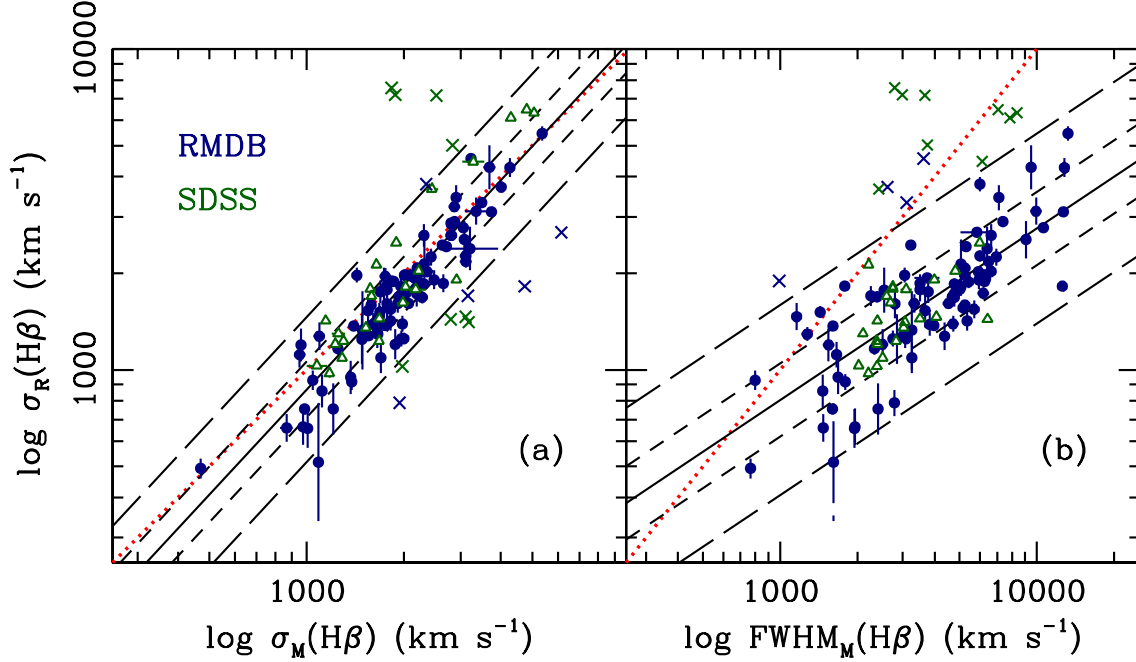 10000
1000
log σR(Hβ) (km s−1)
RMDB
SDSS
(a)
(b)
1000
1000
10000
log σM(Hβ) (km s−1)
log FWHMM(Hβ) (km s−1)